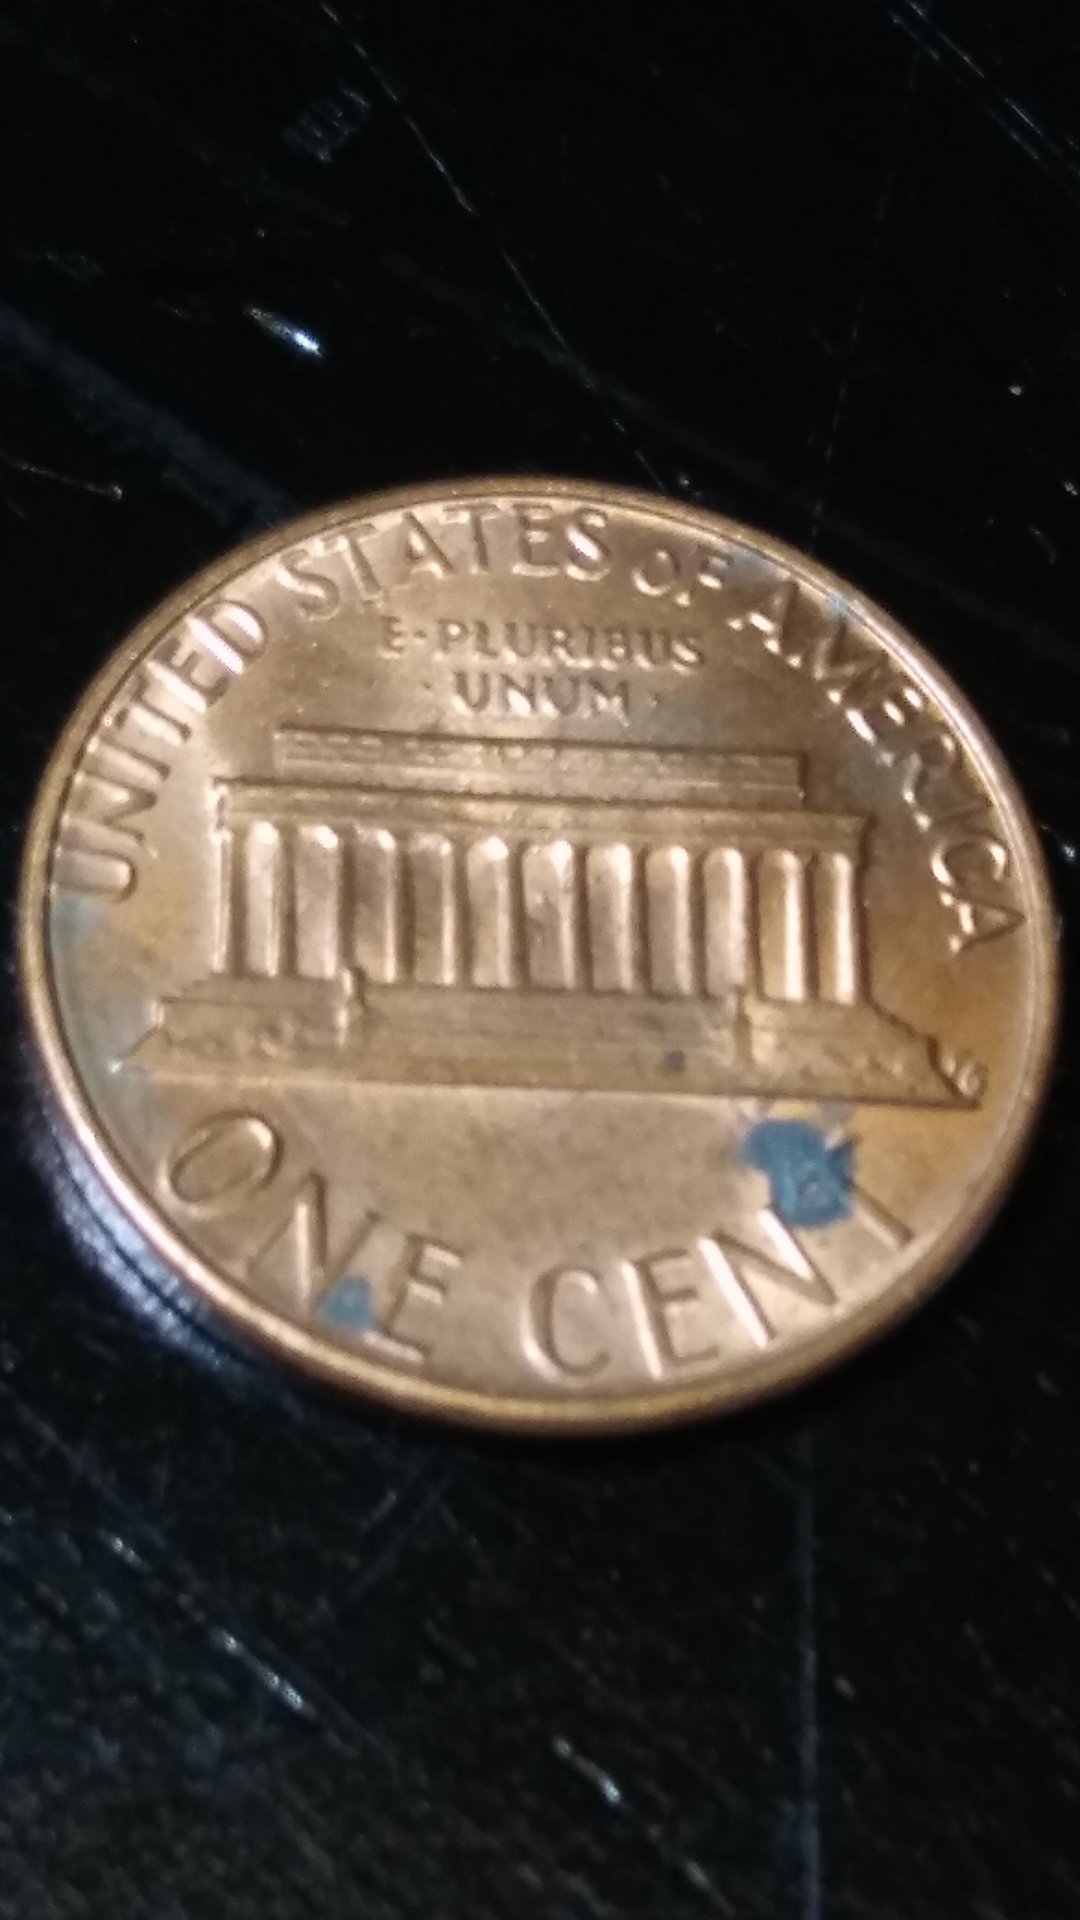 UNITED STATES OF AMERICA
E·PLURIBUS
·UNUM·
ONE CENT